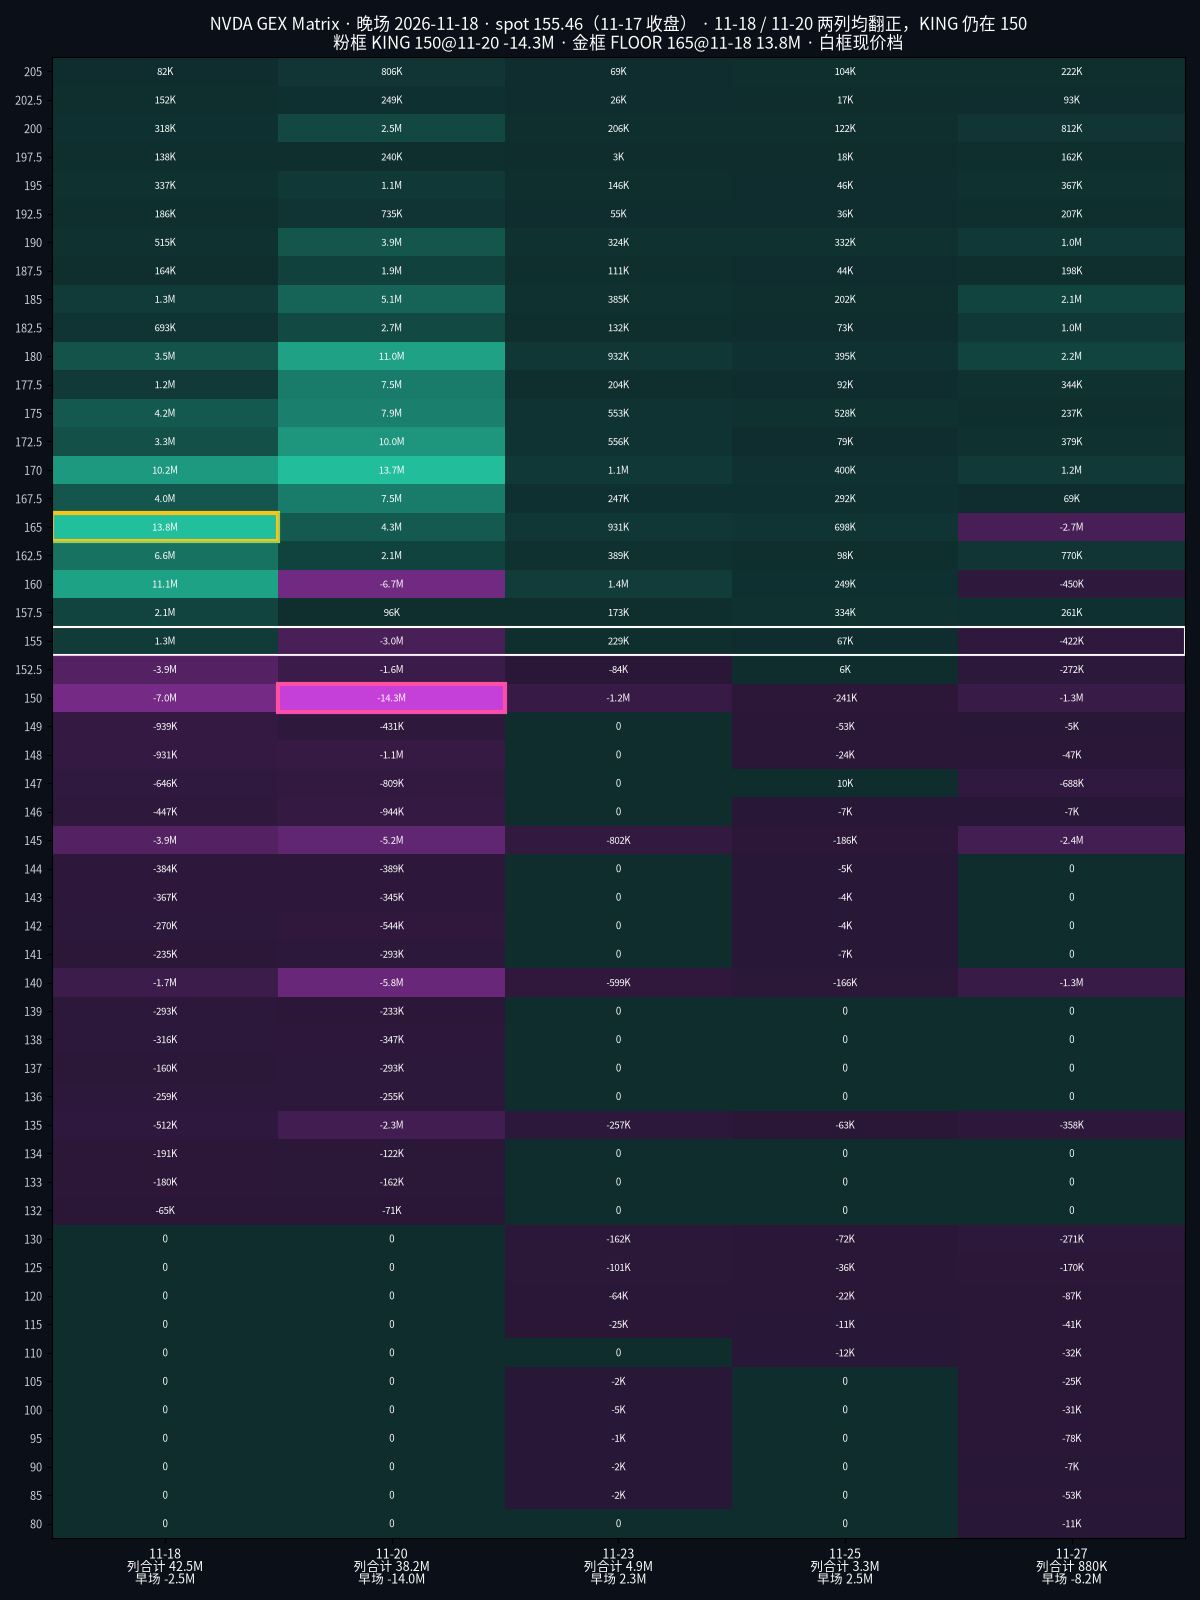 NVDA GEX Matrix · 晚场 2026-11-18 · spot 155.46（11-17 收盘） · 11-18 / 11-20 两列均翻正，KING 仍在 150
粉框 KING 150@11-20 -14.3M · 金框 FLOOR 165@11-18 13.8M · 白框现价档
205 82K 806K 69K 104K 222K
202.5 152K 249K 26K 17K 93K
200 318K 2.5M 206K 122K 812K
197.5 138K 240K 3K 18K 162K
195 337K 1.1M 146K 46K 367K
192.5 186K 735K 55K 36K 207K
190 515K 3.9M 324K 332K 1.0M
187.5 164K 1.9M 111K 44K 198K
185 1.3M 5.1M 385K 202K 2.1M
182.5 693K 2.7M 132K 73K 1.0M
180 3.5M 11.0M 932K 395K 2.2M
177.5 1.2M 7.5M 204K 92K 344K
175 4.2M 7.9M 553K 528K 237K
172.5 3.3M 10.0M 556K 79K 379K
170 10.2M 13.7M 1.1M 400K 1.2M
167.5 4.0M 7.5M 247K 292K 69K
165 13.8M 4.3M 931K 698K -2.7M
162.5 6.6M 2.1M 389K 98K 770K
160 11.1M -6.7M 1.4M 249K -450K
157.5 2.1M 96K 173K 334K 261K
155 1.3M -3.0M 229K 67K -422K
152.5 -3.9M -1.6M -84K 6K -272K
150 -7.0M -14.3M -1.2M -241K -1.3M
149 -939K -431K 0 -53K -5K
148 -931K -1.1M 0 -24K -47K
147 -646K -809K 0 10K -688K
146 -447K -944K 0 -7K -7K
145 -3.9M -5.2M -802K -186K -2.4M
144 -384K -389K 0 -5K 0
143 -367K -345K 0 -4K 0
142 -270K -544K 0 -4K 0
141 -235K -293K 0 -7K 0
140 -1.7M -5.8M -599K -166K -1.3M
139 -293K -233K 0 0 0
138 -316K -347K 0 0 0
137 -160K -293K 0 0 0
136 -259K -255K 0 0 0
135 -512K -2.3M -257K -63K -358K
134 -191K -122K 0 0 0
133 -180K -162K 0 0 0
132 -65K -71K 0 0 0
130 0 0 -162K -72K -271K
125 0 0 -101K -36K -170K
120 0 0 -64K -22K -87K
115 0 0 -25K -11K -41K
110 0 0 0 -12K -32K
105 0 0 -2K 0 -25K
100 0 0 -5K 0 -31K
95 0 0 -1K 0 -78K
90 0 0 -2K 0 -7K
85 0 0 -2K 0 -53K
80 0 0 0 0 -11K
11-18 11-20 11-23 11-25 11-27
列合计 42.5M 列合计 38.2M 列合计 4.9M 列合计 3.3M 列合计 880K
早场 -2.5M 早场 -14.0M 早场 2.3M 早场 2.5M 早场 -8.2M